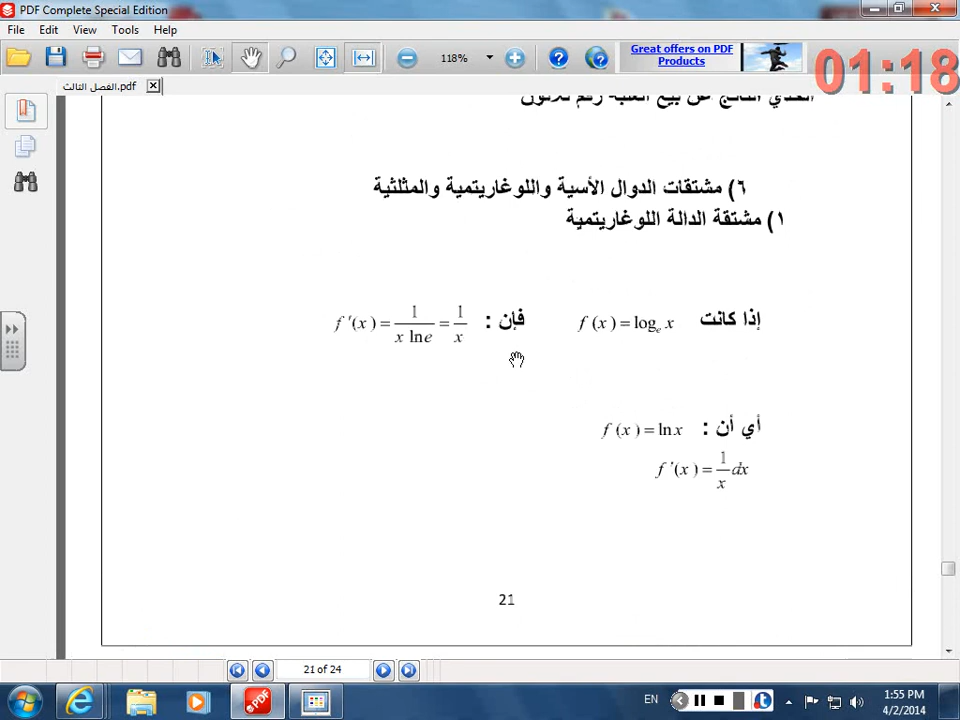 PDF Complete Special Edition
File Edit View Tools Help
118%
Great offers on PDF
Products
01:18
الفصل الثالث.pdf
٦) مشتقات الدوال الأسية واللوغاريتمية والمثلثية
١) مشتقة الدالة اللوغاريتمية
إذا كانت f (x) = logₑ x فإن : f ′(x) = 1/(x ln e) = 1/x
أي أن : f (x) = ln x
f ′(x) = 1/x dx
21
21 of 24
EN
1:55 PM
4/2/2014